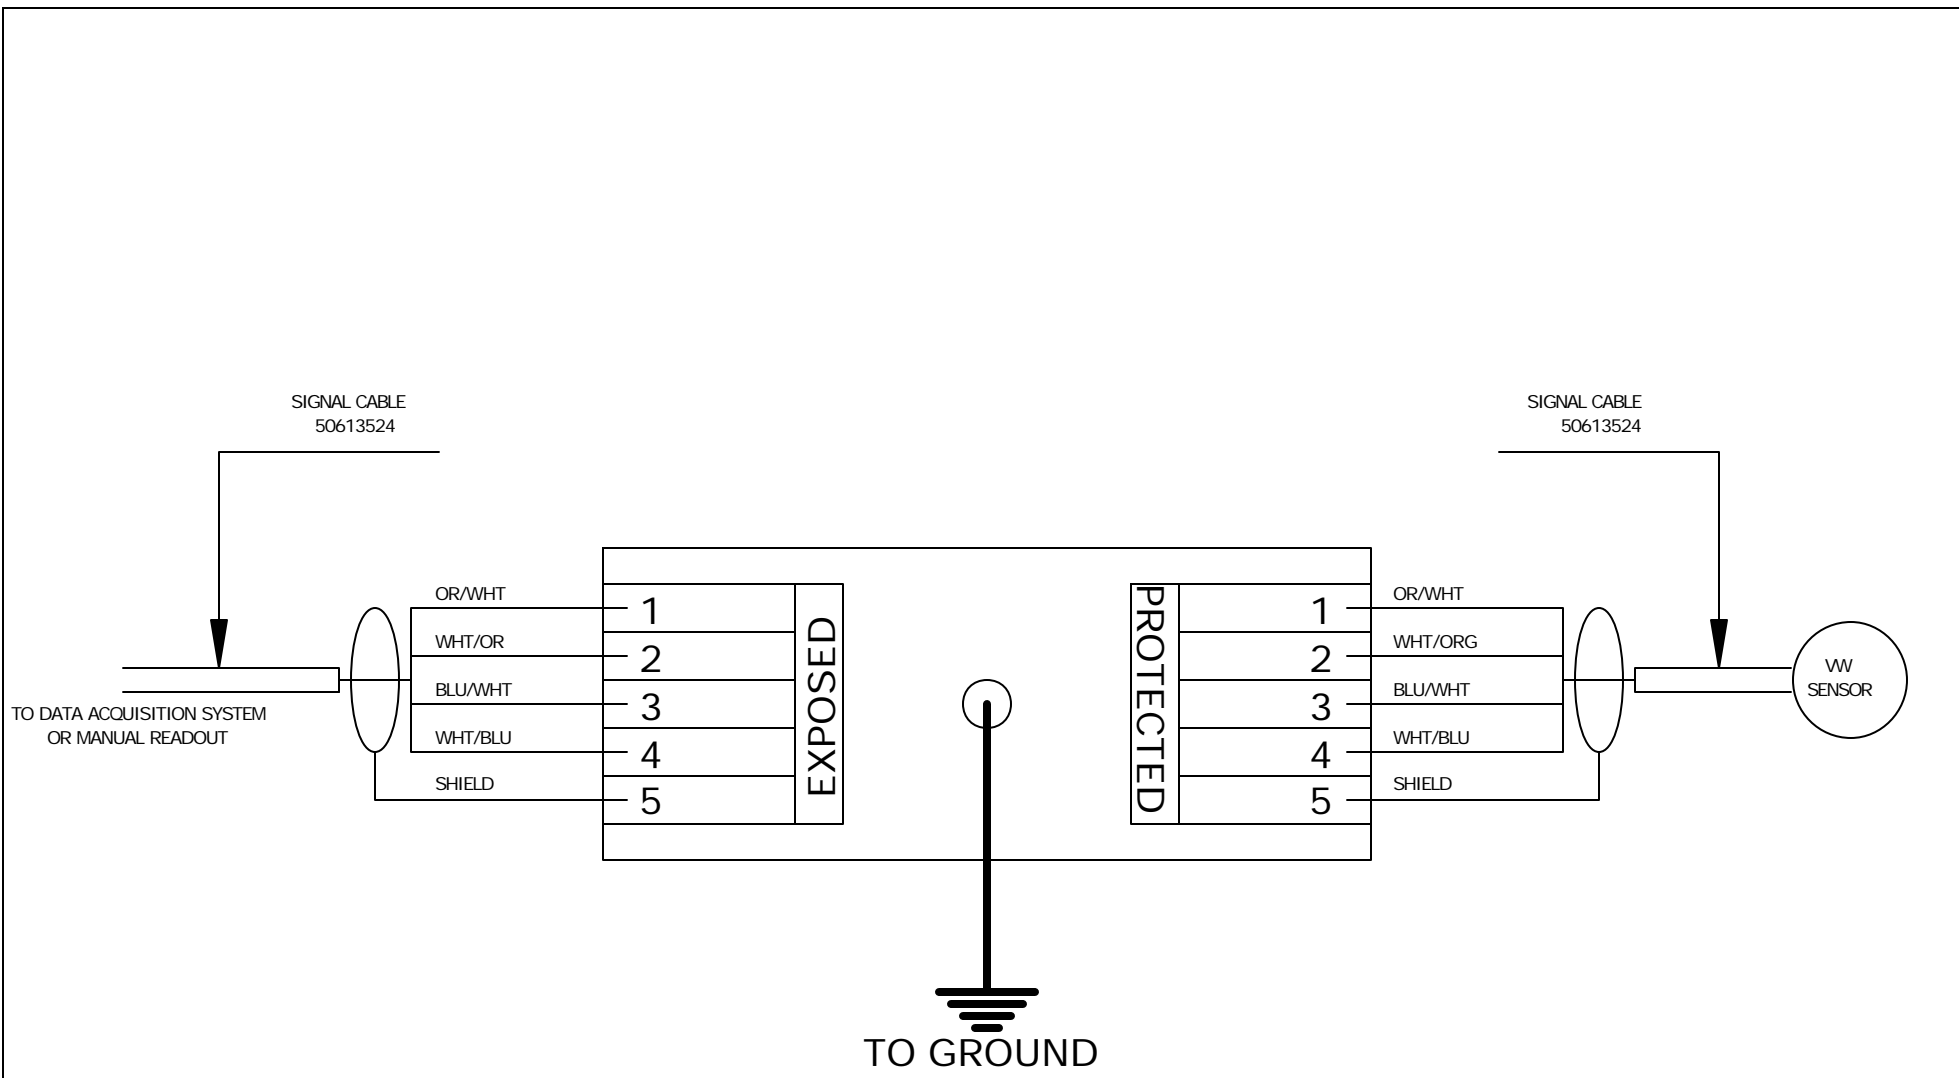 SIGNAL CABLE
50613524
SIGNAL CABLE
50613524
OR/WHT
WHT/OR
BLU/WHT
WHT/BLU
SHIELD
TO DATA ACQUISITION SYSTEM
OR MANUAL READOUT
1
2
3
4
5
EXPOSED
PROTECTED
1
2
3
4
5
OR/WHT
WHT/ORG
BLU/WHT
WHT/BLU
SHIELD
VW
SENSOR
TO GROUND